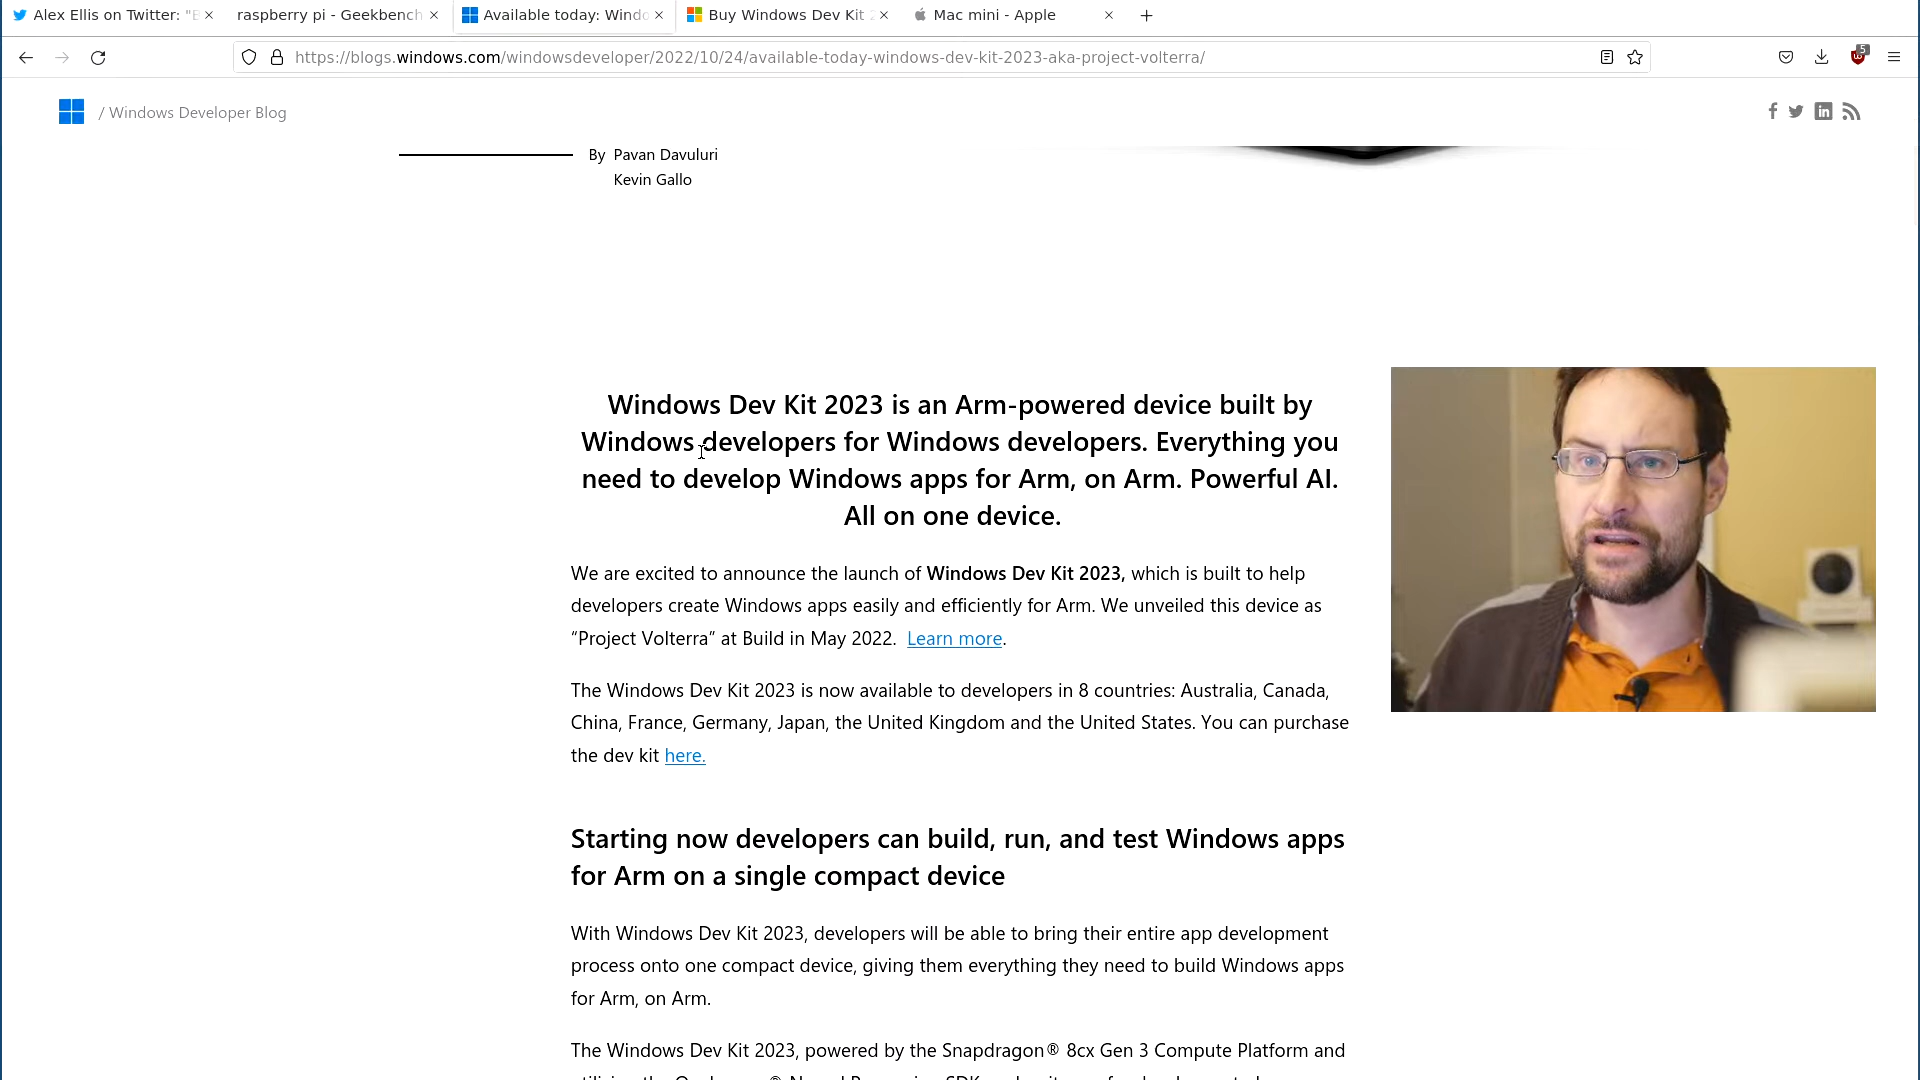 Alex Ellis on Twitter: "E
raspberry pi - Geekbench
Available today: Windo
Buy Windows Dev Kit 2
Mac mini - Apple
https://blogs.windows.com/windowsdeveloper/2022/10/24/available-today-windows-dev-kit-2023-aka-project-volterra/
5
/ Windows Developer Blog
By Pavan Davuluri
Kevin Gallo
Windows Dev Kit 2023 is an Arm-powered device built by
Windows developers for Windows developers. Everything you
need to develop Windows apps for Arm, on Arm. Powerful AI.
All on one device.
We are excited to announce the launch of Windows Dev Kit 2023, which is built to help
developers create Windows apps easily and efficiently for Arm. We unveiled this device as
“Project Volterra” at Build in May 2022. Learn more.
The Windows Dev Kit 2023 is now available to developers in 8 countries: Australia, Canada,
China, France, Germany, Japan, the United Kingdom and the United States. You can purchase
the dev kit here.
Starting now developers can build, run, and test Windows apps
for Arm on a single compact device
With Windows Dev Kit 2023, developers will be able to bring their entire app development
process onto one compact device, giving them everything they need to build Windows apps
for Arm, on Arm.
The Windows Dev Kit 2023, powered by the Snapdragon® 8cx Gen 3 Compute Platform and